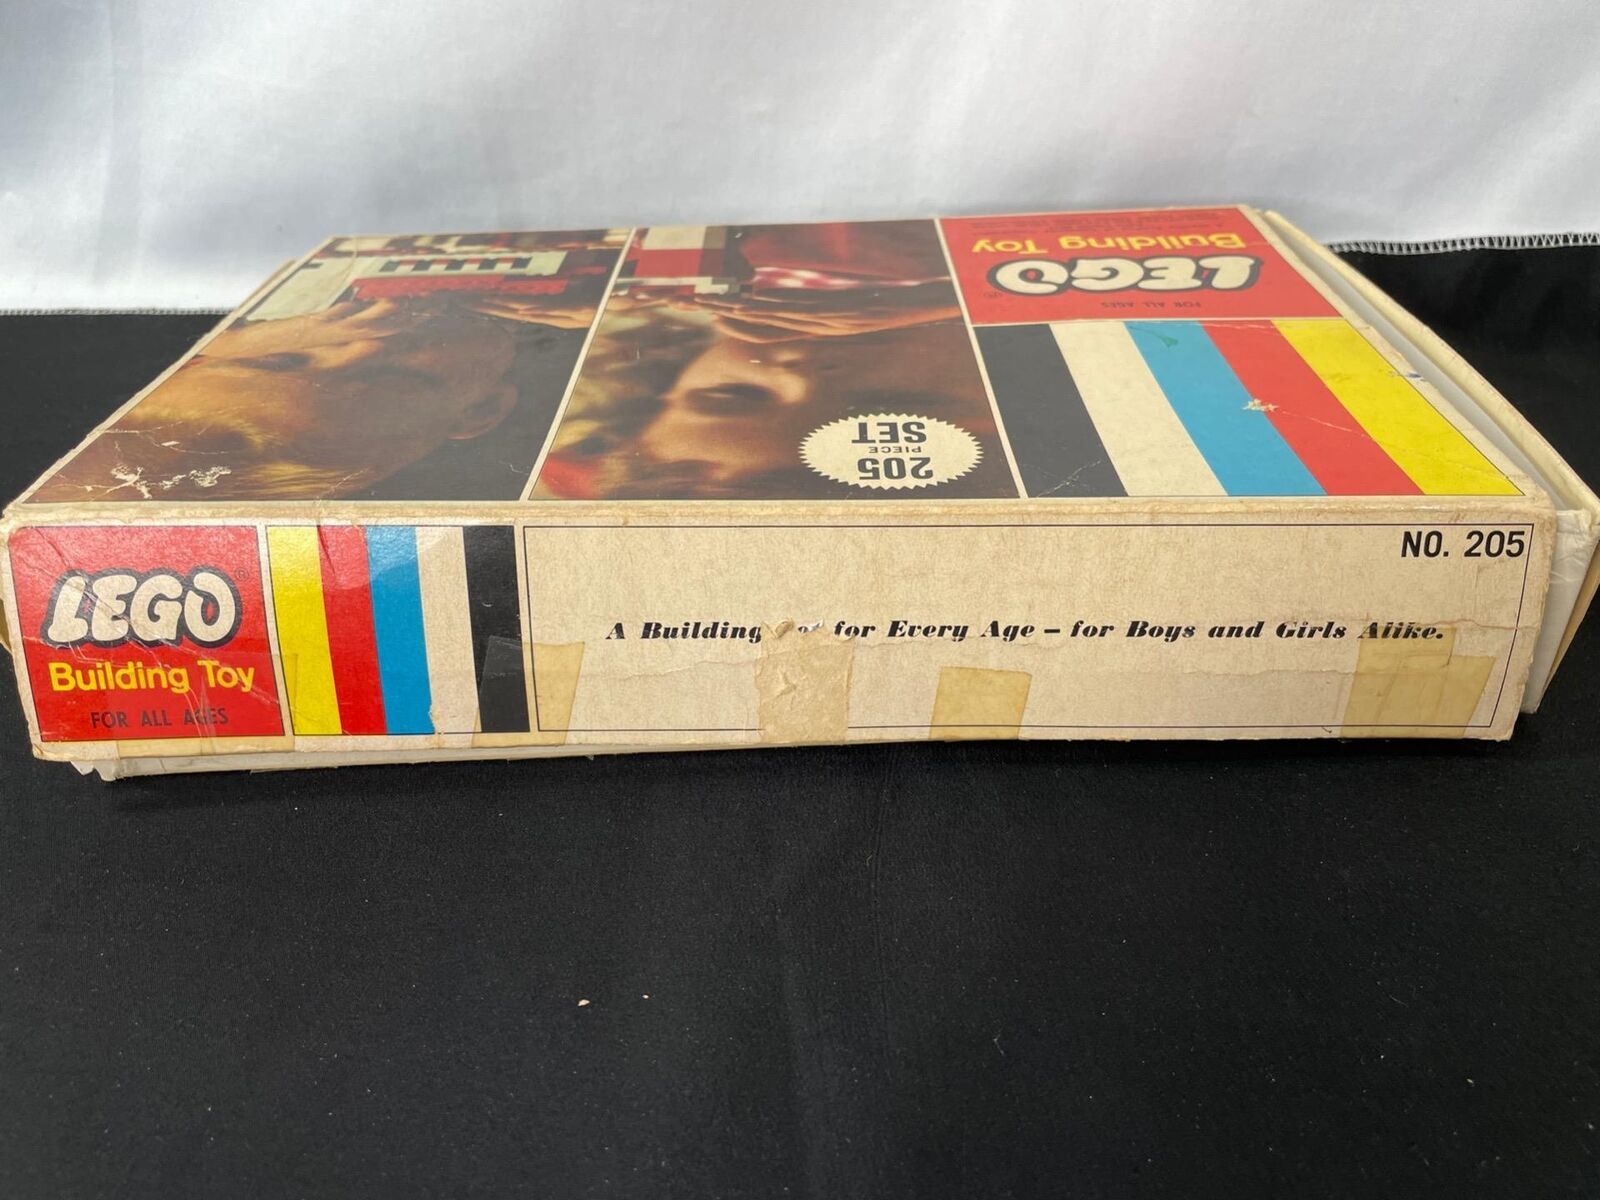 LEGO®
Building Toy
FOR ALL AGES
205
PIECE
SET
LEGO®
Building Toy
FOR ALL AGES
NO. 205
A Building for Every Age – for Boys and Girls Alike.